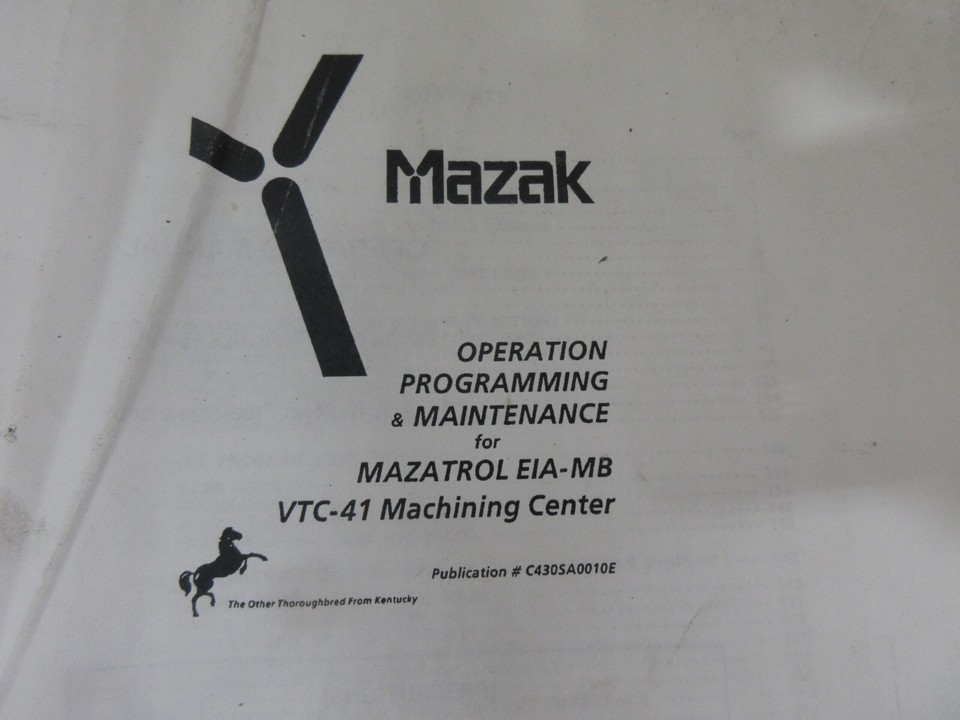 Mazak
OPERATION
PROGRAMMING
& MAINTENANCE
for
MAZATROL EIA-MB
VTC-41 Machining Center
Publication # C430SA0010E
The Other Thoroughbred From Kentucky